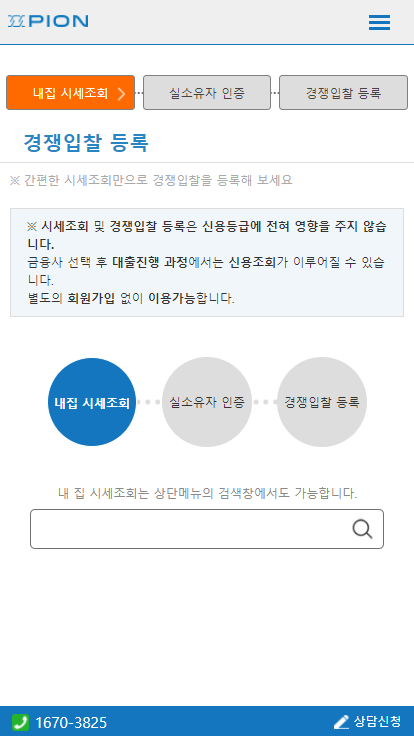 PION
내집 시세조회
실소유자 인증
경쟁입찰 등록
경쟁입찰 등록
※ 간편한 시세조회만으로 경쟁입찰을 등록해 보세요
※ 시세조회 및 경쟁입찰 등록은 신용등급에 전혀 영향을 주지 않습
니다.
금융사 선택 후 대출진행 과정에서는 신용조회가 이루어질 수 있습
니다.
별도의 회원가입 없이 이용가능합니다.
내집 시세조회
실소유자 인증
경쟁입찰 등록
내 집 시세조회는 상단메뉴의 검색창에서도 가능합니다.
1670-3825
상담신청